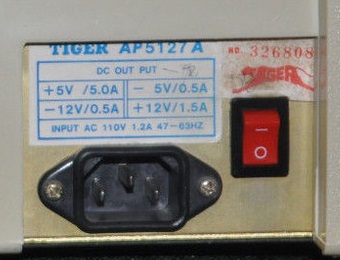 TIGER AP5127A
DC OUT PUT
+5V /5.0A
- 5V/0.5A
-12V/0.5A
+12V/1.5A
INPUT AC 110V 1.2A 47-63HZ
NO. 326808
TIGER